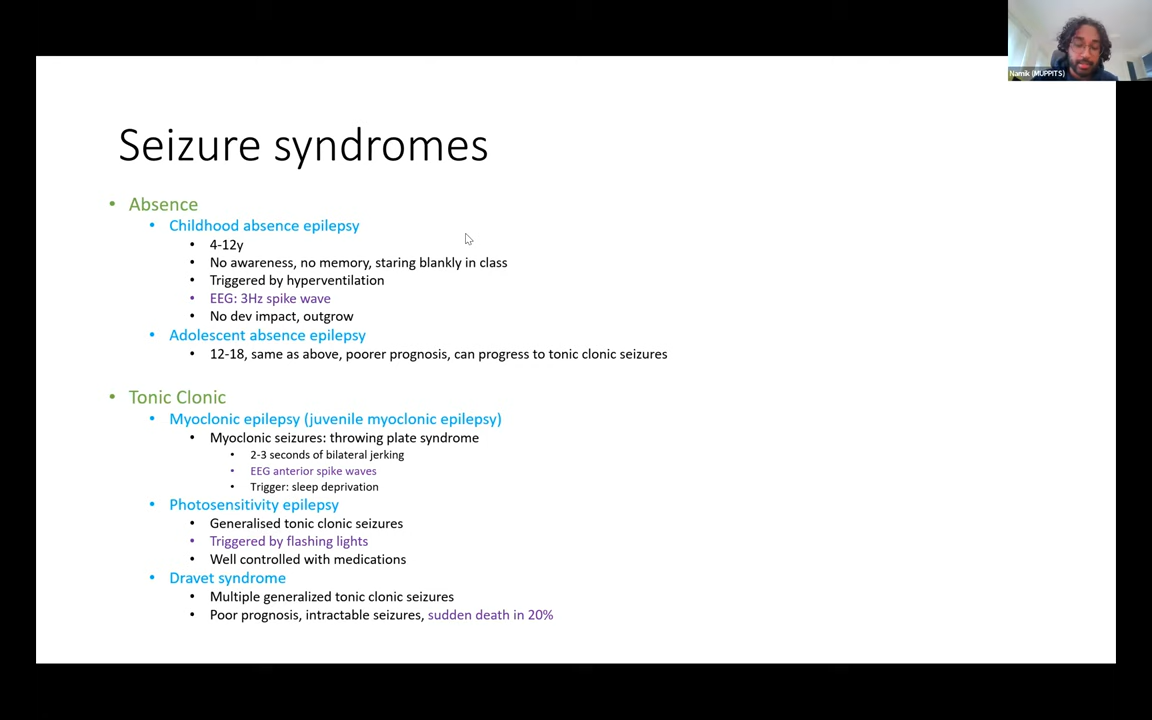 Namik (MUPPITS)
Seizure syndromes
• Absence
• Childhood absence epilepsy
• 4-12y
• No awareness, no memory, staring blankly in class
• Triggered by hyperventilation
• EEG: 3Hz spike wave
• No dev impact, outgrow
• Adolescent absence epilepsy
• 12-18, same as above, poorer prognosis, can progress to tonic clonic seizures
• Tonic Clonic
• Myoclonic epilepsy (juvenile myoclonic epilepsy)
• Myoclonic seizures: throwing plate syndrome
• 2-3 seconds of bilateral jerking
• EEG anterior spike waves
• Trigger: sleep deprivation
• Photosensitivity epilepsy
• Generalised tonic clonic seizures
• Triggered by flashing lights
• Well controlled with medications
• Dravet syndrome
• Multiple generalized tonic clonic seizures
• Poor prognosis, intractable seizures, sudden death in 20%